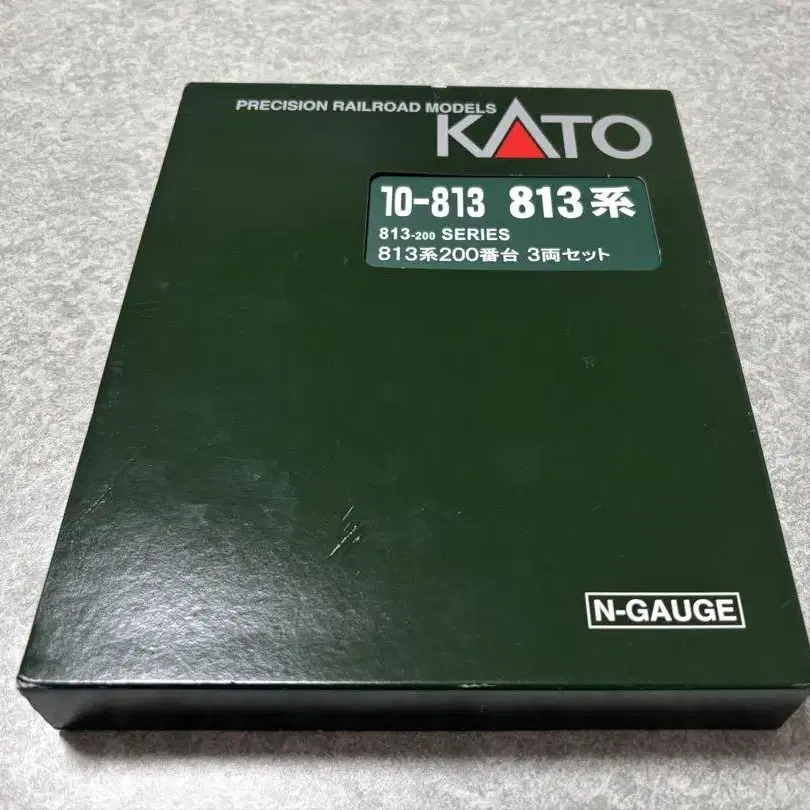 PRECISION RAILROAD MODELS
KATO
10-813 813系
813-200 SERIES
813系200番台 3両セット
N-GAUGE